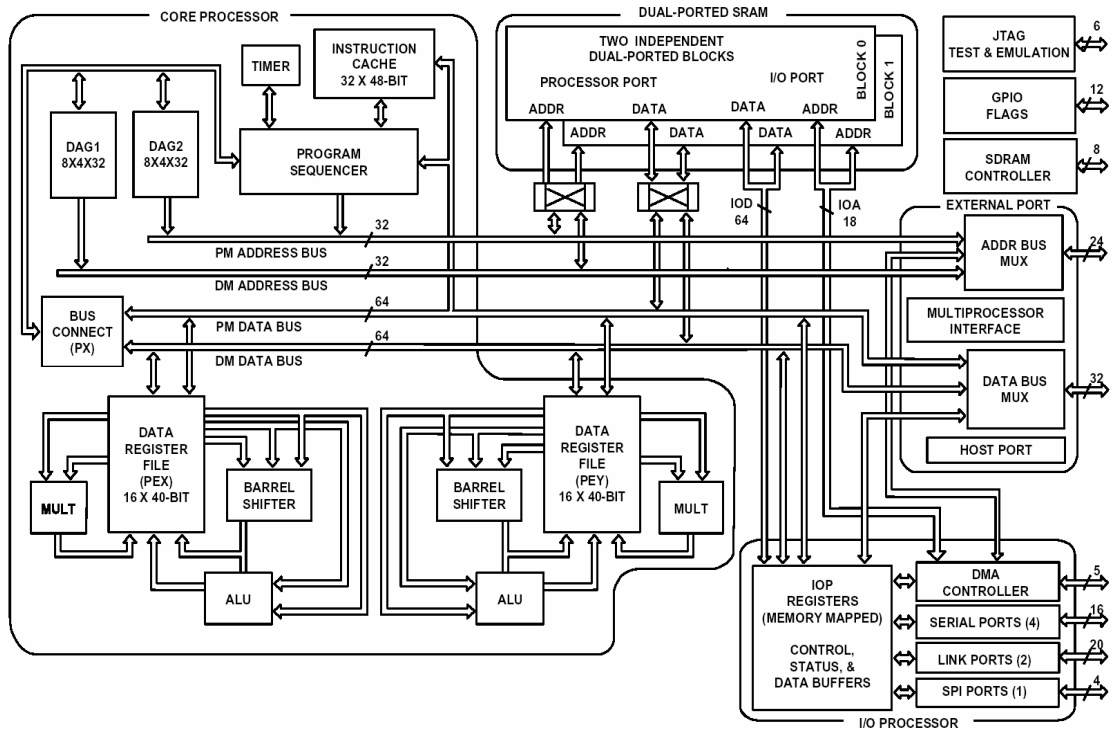 CORE PROCESSOR
TIMER
INSTRUCTION
CACHE
32 X 48-BIT
DAG1
8X4X32
DAG2
8X4X32
PROGRAM
SEQUENCER
DUAL-PORTED SRAM
TWO INDEPENDENT
DUAL-PORTED BLOCKS
PROCESSOR PORT
I/O PORT
BLOCK 0
BLOCK 1
ADDR
DATA
DATA
ADDR
ADDR
DATA
DATA
ADDR
JTAG
TEST & EMULATION
6
GPIO
FLAGS
12
SDRAM
CONTROLLER
8
IOD
64
IOA
18
EXTERNAL PORT
ADDR BUS
MUX
24
MULTIPROCESSOR
INTERFACE
DATA BUS
MUX
32
HOST PORT
32
PM ADDRESS BUS
32
DM ADDRESS BUS
BUS
CONNECT
(PX)
64
PM DATA BUS
64
DM DATA BUS
MULT
DATA
REGISTER
FILE
(PEX)
16 X 40-BIT
BARREL
SHIFTER
ALU
BARREL
SHIFTER
DATA
REGISTER
FILE
(PEY)
16 X 40-BIT
MULT
ALU
IOP
REGISTERS
(MEMORY MAPPED)
CONTROL,
STATUS, &
DATA BUFFERS
DMA
CONTROLLER
5
SERIAL PORTS (4)
16
LINK PORTS (2)
20
SPI PORTS (1)
4
I/O PROCESSOR